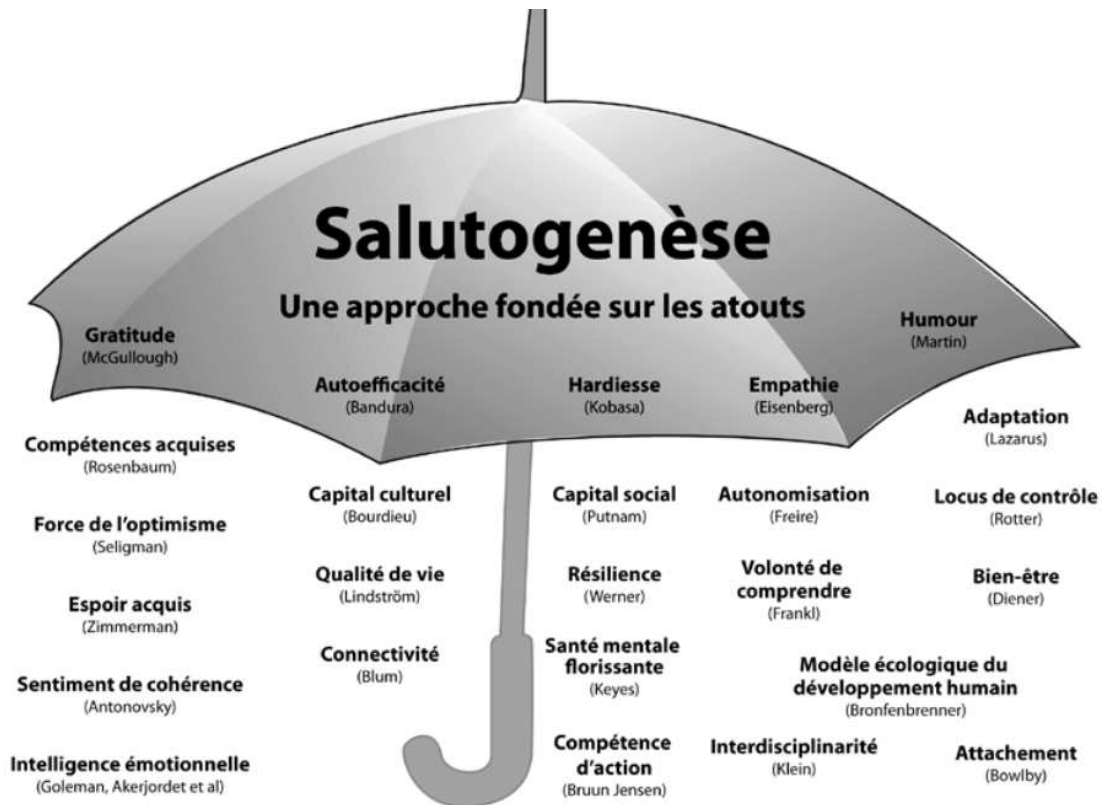 Salutogenèse
Une approche fondée sur les atouts
Gratitude
(McGullough)
Humour
(Martin)
Autoefficacité
(Bandura)
Hardiesse
(Kobasa)
Empathie
(Eisenberg)
Adaptation
(Lazarus)
Compétences acquises
(Rosenbaum)
Capital culturel
(Bourdieu)
Capital social
(Putnam)
Autonomisation
(Freire)
Locus de contrôle
(Rotter)
Force de l’optimisme
(Seligman)
Qualité de vie
(Lindström)
Résilience
(Werner)
Volonté de
comprendre
(Frankl)
Bien-être
(Diener)
Espoir acquis
(Zimmerman)
Connectivité
(Blum)
Santé mentale
florissante
(Keyes)
Modèle écologique du
développement humain
(Bronfenbrenner)
Sentiment de cohérence
(Antonovsky)
Intelligence émotionnelle
(Goleman, Akerjordet et al)
Compétence
d’action
(Bruun Jensen)
Interdisciplinarité
(Klein)
Attachement
(Bowlby)